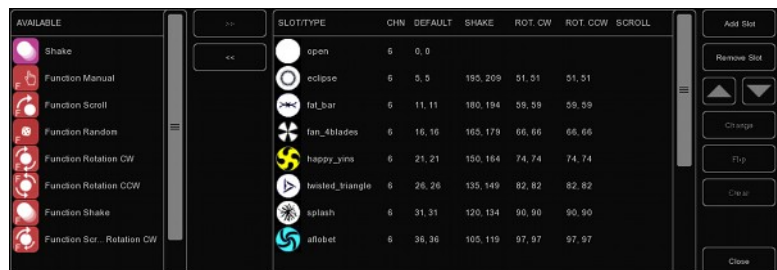 AVAILABLE
Shake
Function Manual
Function Scroll
Function Random
Function Rotation CW
Function Rotation CCW
Function Shake
Function Scr... Rotation CW
>>
<<
SLOT/TYPE CHN DEFAULT SHAKE ROT. CW ROT. CCW SCROLL
open 6 0, 0
eclipse 6 5, 5 195, 209 51, 51 51, 51
fat_bar 6 11, 11 180, 194 59, 59 59, 59
fan_4blades 6 16, 16 165, 179 66, 66 66, 66
happy_yins 6 21, 21 150, 164 74, 74 74, 74
twisted_triangle 6 26, 26 135, 149 82, 82 82, 82
splash 6 31, 31 120, 134 90, 90 90, 90
aflobet 6 36, 36 105, 119 97, 97 97, 97
Add Slot
Remove Slot
Change
Flip
Clear
Close